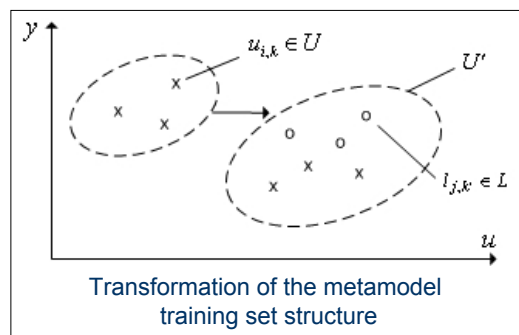 y
u_{i,k} ∈ U
U'
x
x
x
o
o
o
x
x
x
l_{j,k'} ∈ L
u
Transformation of the metamodel
training set structure